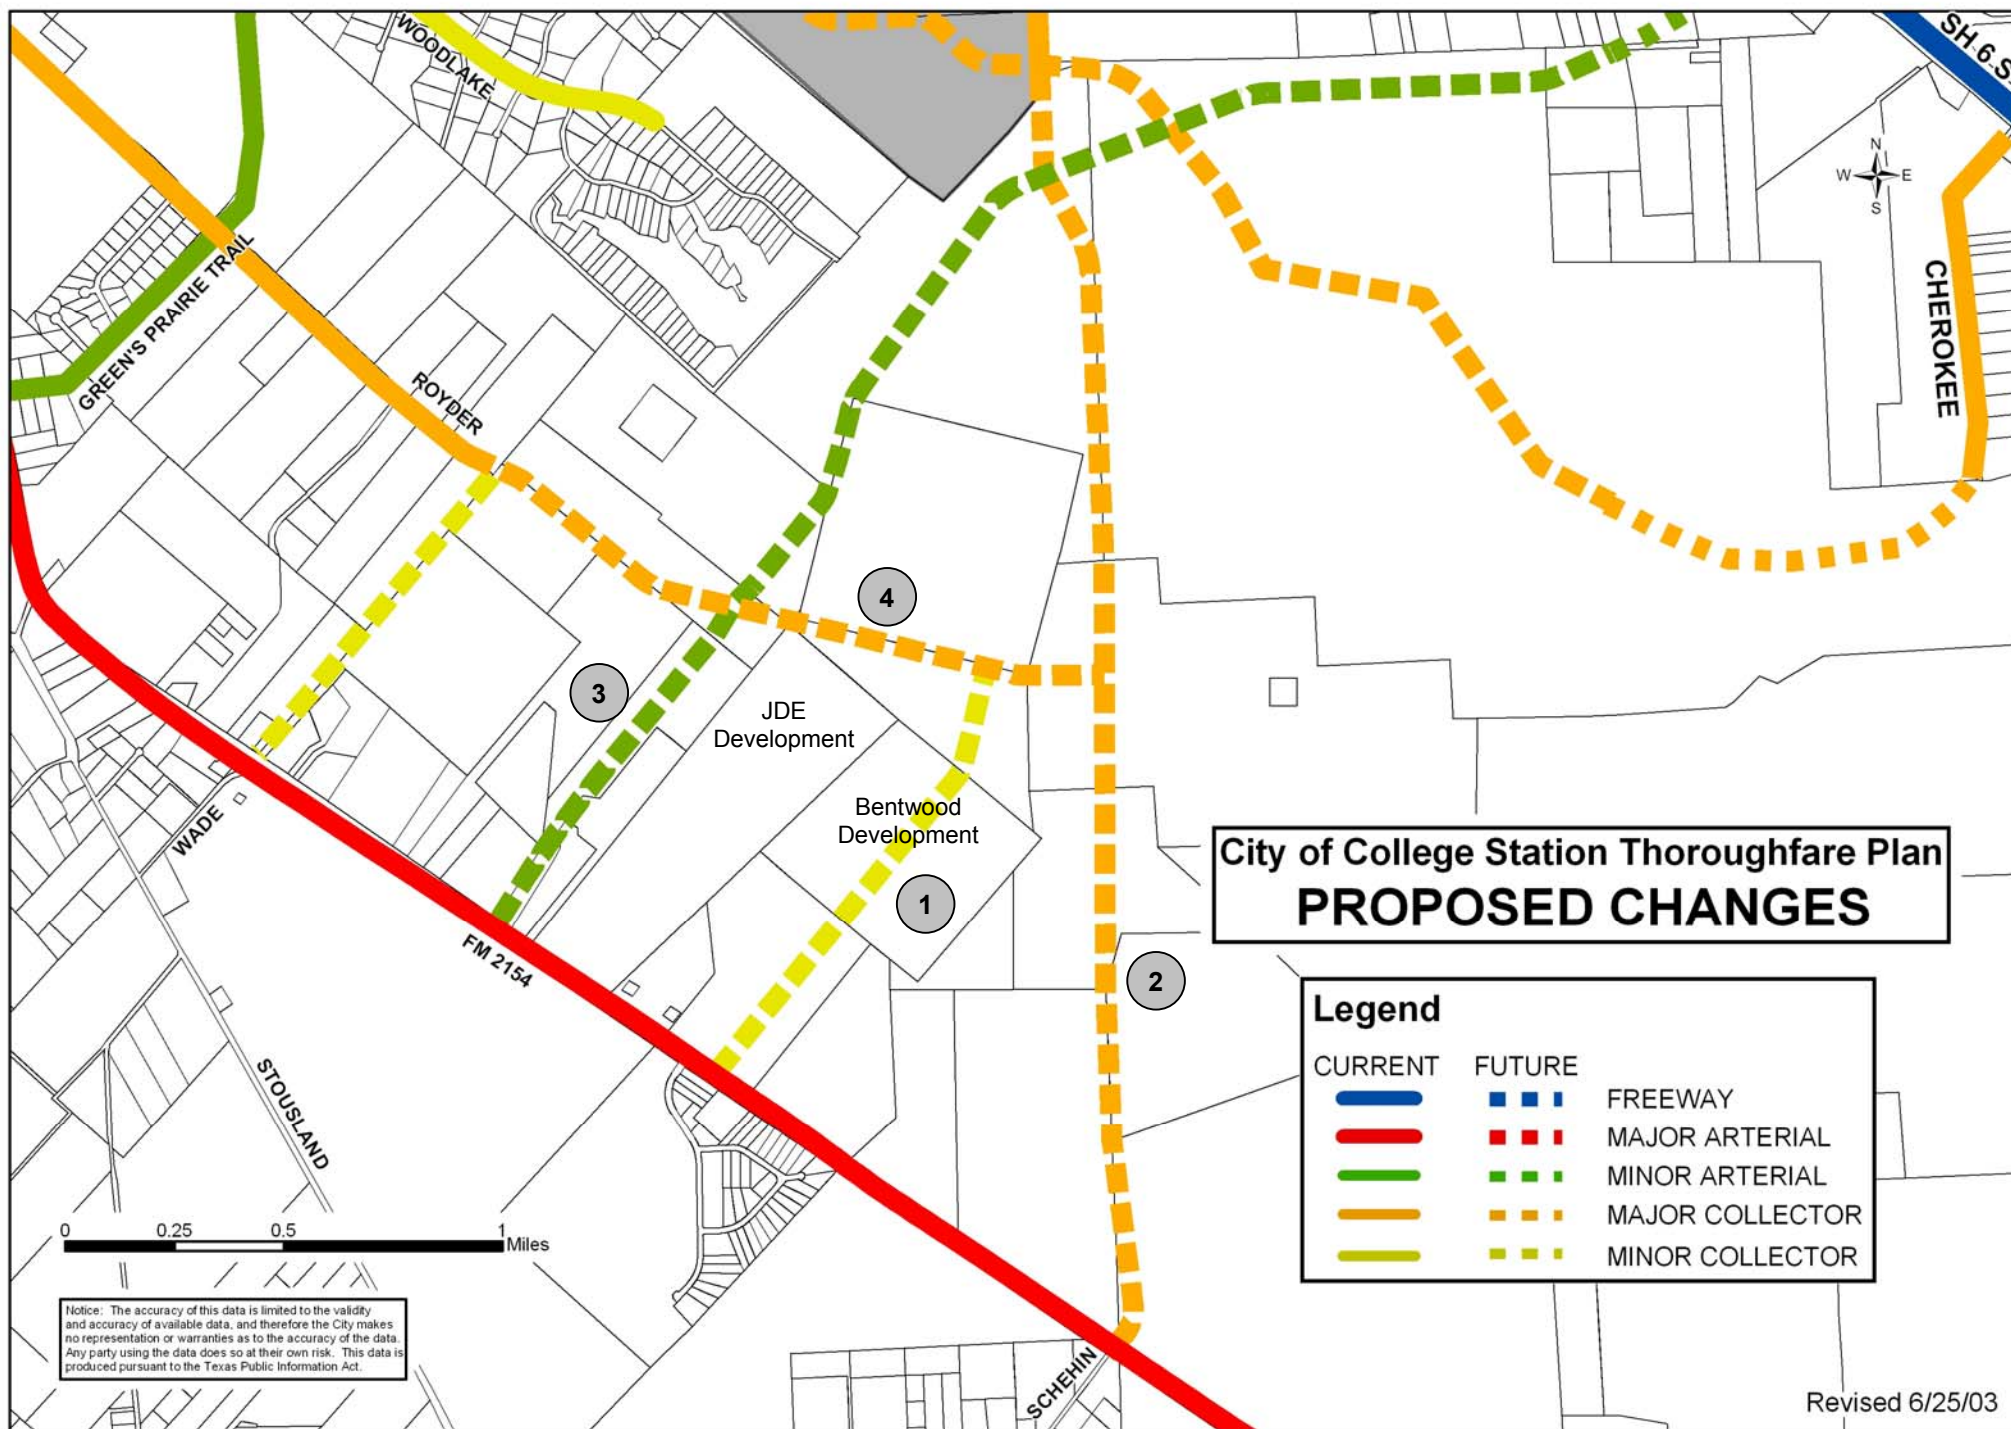 WOODLAKE
SH 6 S
N
W E
S
GREEN'S PRAIRIE TRAIL
ROYDER
CHEROKEE
4
3
JDE
Development
Bentwood
Development
1
WADE
FM 2154
2
City of College Station Thoroughfare Plan
PROPOSED CHANGES
Legend
CURRENT FUTURE
FREEWAY
MAJOR ARTERIAL
MINOR ARTERIAL
MAJOR COLLECTOR
MINOR COLLECTOR
STOUSLAND
0 0.25 0.5 1
Miles
Notice: The accuracy of this data is limited to the validity
and accuracy of available data, and therefore the City makes
no representation or warranties as to the accuracy of the data.
Any party using the data does so at their own risk. This data is
produced pursuant to the Texas Public Information Act.
SCHEHIN
Revised 6/25/03